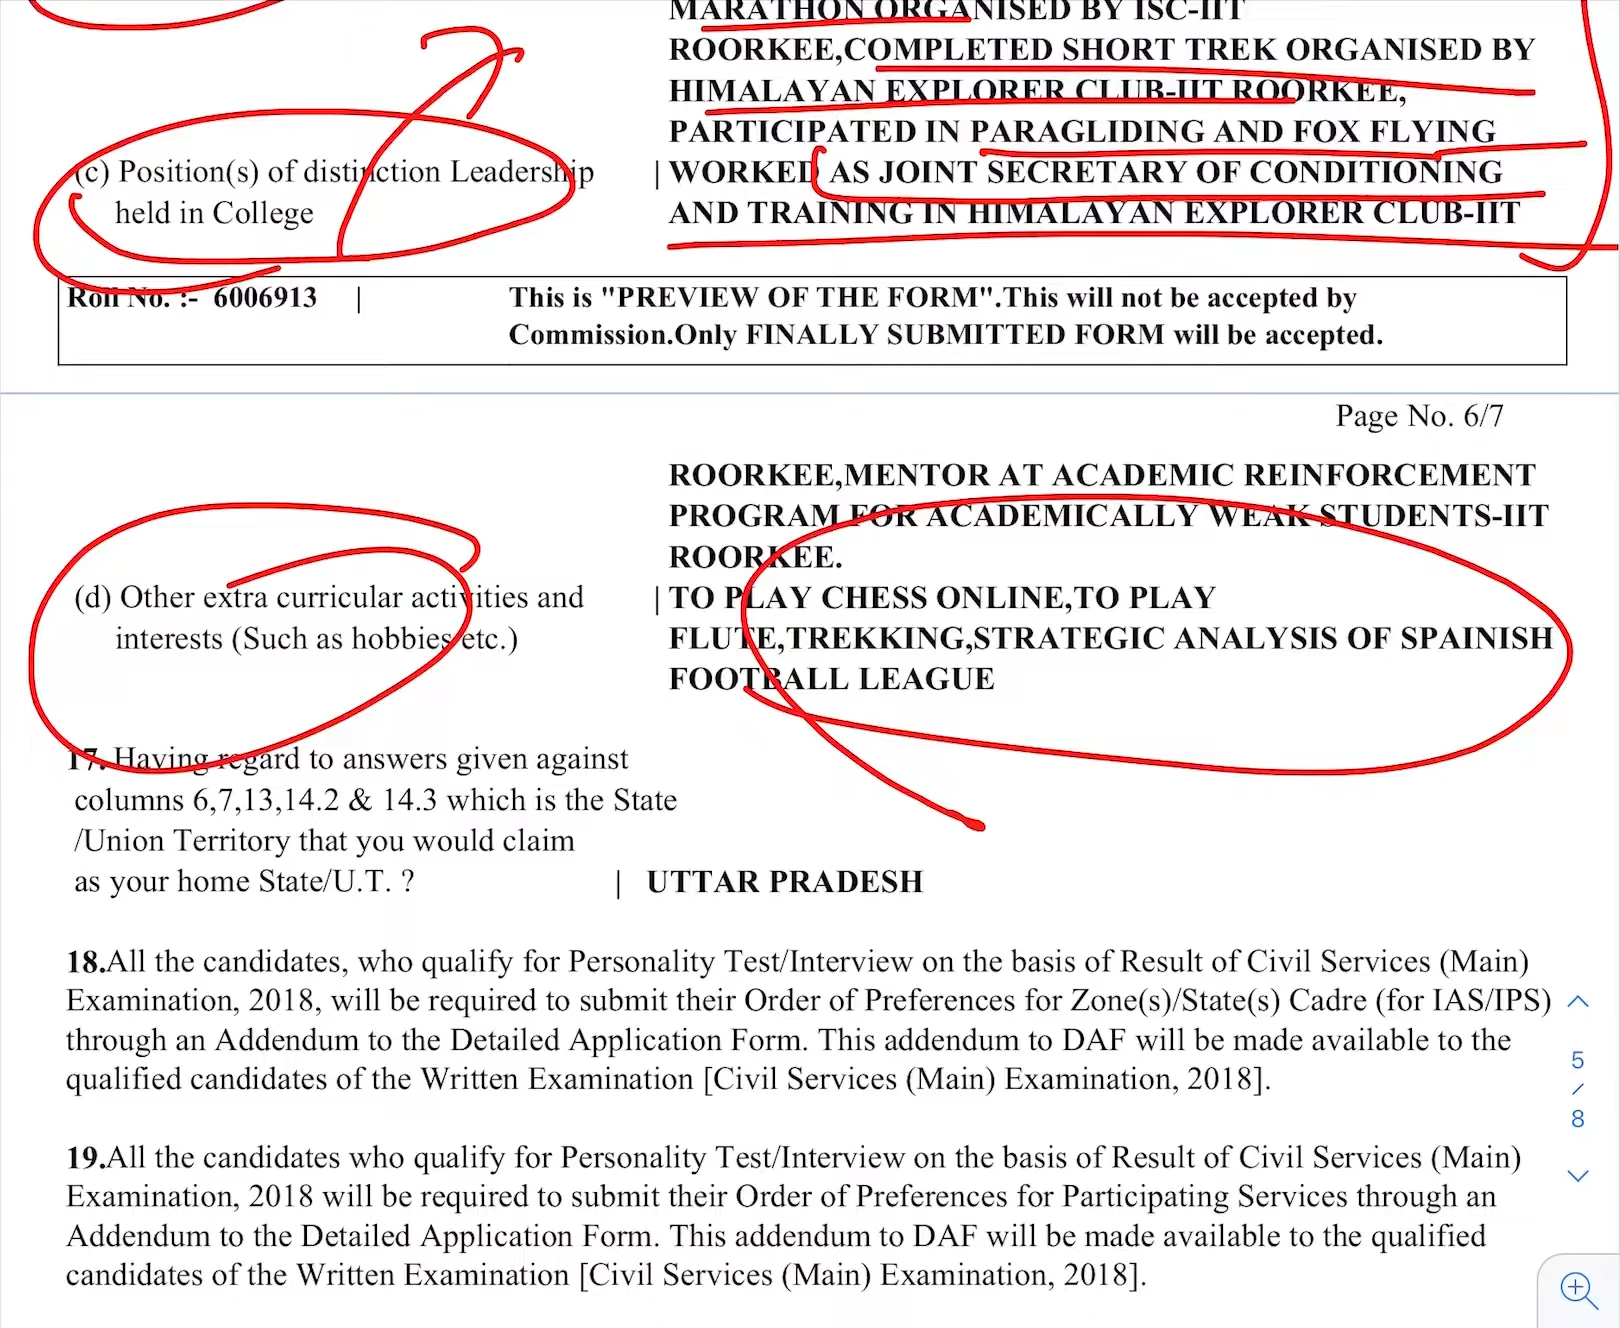 MARATHON ORGANISED BY ISC-IIT
ROORKEE,COMPLETED SHORT TREK ORGANISED BY
HIMALAYAN EXPLORER CLUB-IIT ROORKEE,
PARTICIPATED IN PARAGLIDING AND FOX FLYING
(c) Position(s) of distinction Leadership | WORKED AS JOINT SECRETARY OF CONDITIONING
held in College AND TRAINING IN HIMALAYAN EXPLORER CLUB-IIT
Roll No. :- 6006913 | This is "PREVIEW OF THE FORM".This will not be accepted by
Commission.Only FINALLY SUBMITTED FORM will be accepted.
Page No. 6/7
ROORKEE,MENTOR AT ACADEMIC REINFORCEMENT
PROGRAM FOR ACADEMICALLY WEAK STUDENTS-IIT
ROORKEE.
(d) Other extra curricular activities and | TO PLAY CHESS ONLINE,TO PLAY
interests (Such as hobbies etc.) FLUTE,TREKKING,STRATEGIC ANALYSIS OF SPAINISH
FOOTBALL LEAGUE
17. Having regard to answers given against
columns 6,7,13,14.2 & 14.3 which is the State
/Union Territory that you would claim
as your home State/U.T. ? | UTTAR PRADESH
18.All the candidates, who qualify for Personality Test/Interview on the basis of Result of Civil Services (Main)
Examination, 2018, will be required to submit their Order of Preferences for Zone(s)/State(s) Cadre (for IAS/IPS)
through an Addendum to the Detailed Application Form. This addendum to DAF will be made available to the
qualified candidates of the Written Examination [Civil Services (Main) Examination, 2018].
19.All the candidates who qualify for Personality Test/Interview on the basis of Result of Civil Services (Main)
Examination, 2018 will be required to submit their Order of Preferences for Participating Services through an
Addendum to the Detailed Application Form. This addendum to DAF will be made available to the qualified
candidates of the Written Examination [Civil Services (Main) Examination, 2018].
5
/
8